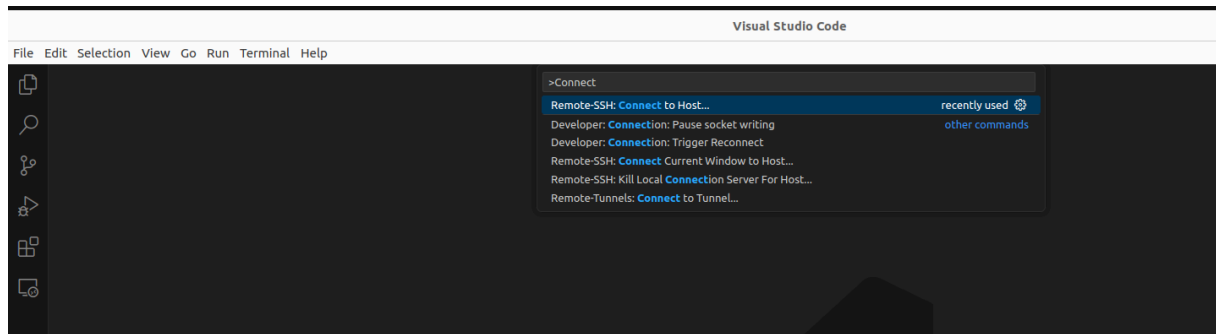 Visual Studio Code
File Edit Selection View Go Run Terminal Help
>Connect
Remote-SSH: Connect to Host... recently used
Developer: Connection: Pause socket writing other commands
Developer: Connection: Trigger Reconnect
Remote-SSH: Connect Current Window to Host...
Remote-SSH: Kill Local Connection Server For Host...
Remote-Tunnels: Connect to Tunnel...